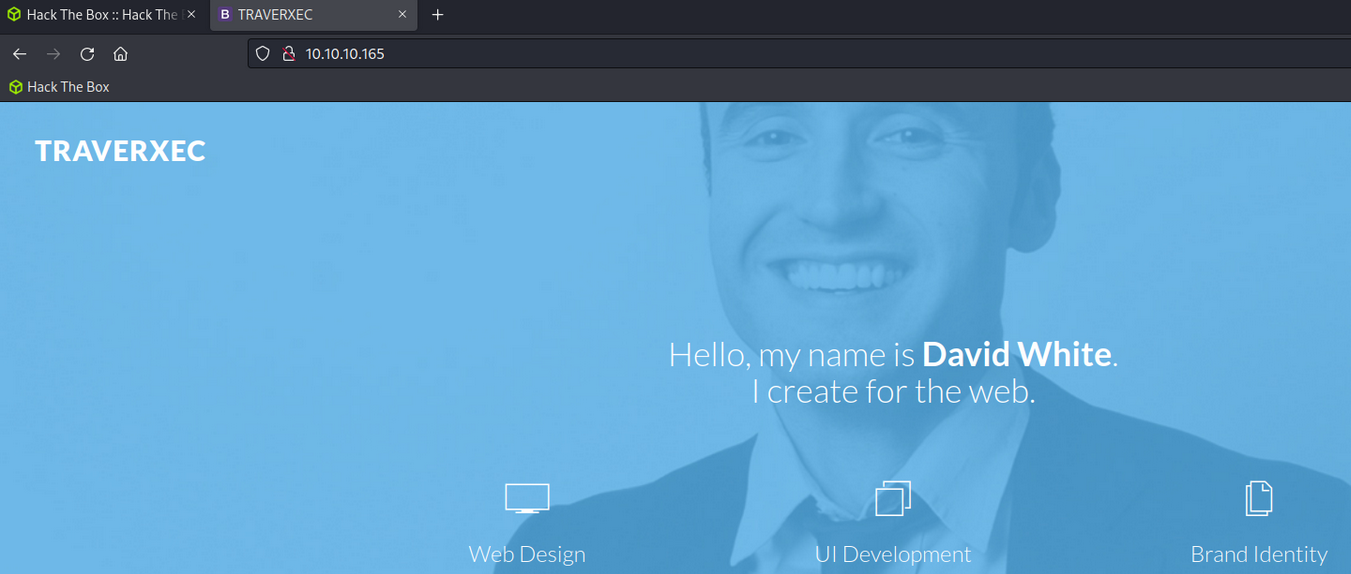 Hack The Box :: Hack The
B TRAVERXEC
10.10.10.165
Hack The Box
TRAVERXEC
Hello, my name is David White.
I create for the web.
Web Design
UI Development
Brand Identity